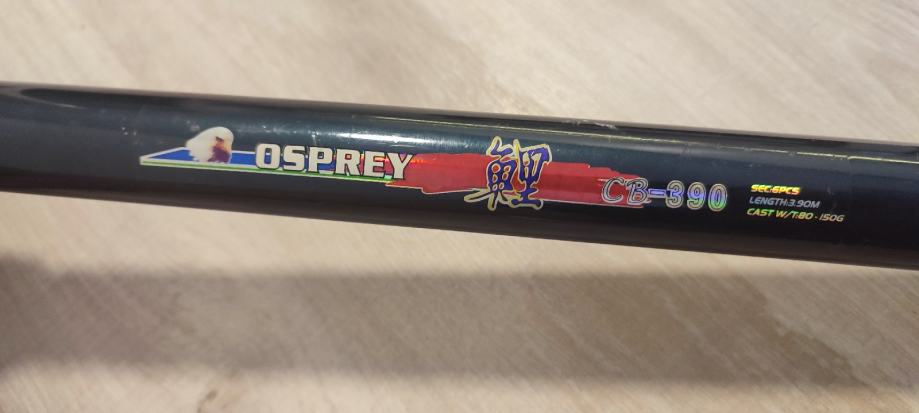 OSPREY 鯉 CB-390
SEC:6PCS
LENGTH:3.90M
CAST W/T:80-150G